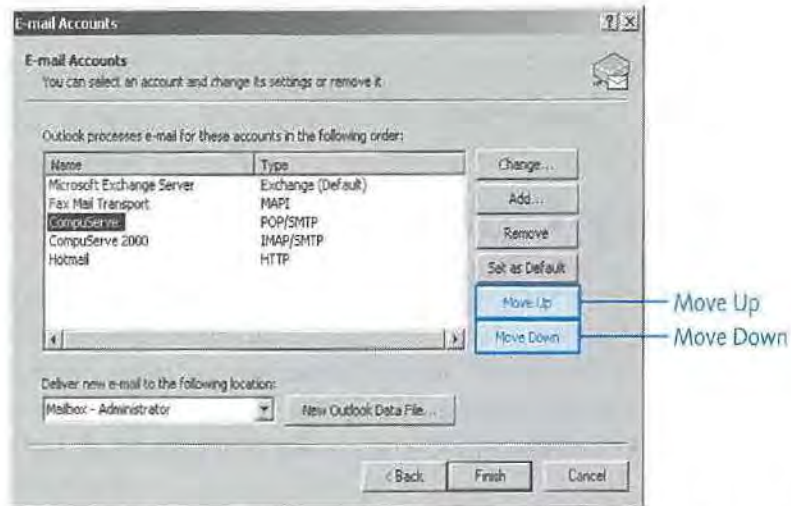 E-mail Accounts
E-mail Accounts
You can select an account and change its settings or remove it
Outlook processes e-mail for these accounts in the following order:
Name Type
Microsoft Exchange Server Exchange (Default)
Fax Mail Transport MAPI
CompuServe POP/SMTP
CompuServe 2000 IMAP/SMTP
Hotmail HTTP
Change...
Add...
Remove
Set as Default
Move Up
Move Down
Move Up
Move Down
Deliver new e-mail to the following location:
Mailbox - Administrator
New Outlook Data File...
< Back Finish Cancel